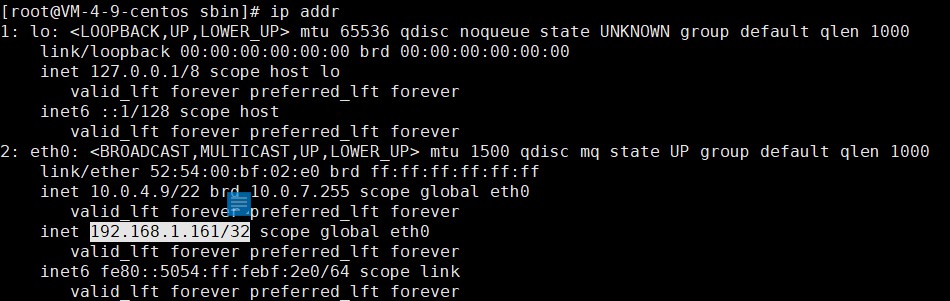 [root@VM-4-9-centos sbin]# ip addr
1: lo: <LOOPBACK,UP,LOWER_UP> mtu 65536 qdisc noqueue state UNKNOWN group default qlen 1000
    link/loopback 00:00:00:00:00:00 brd 00:00:00:00:00:00
    inet 127.0.0.1/8 scope host lo
       valid_lft forever preferred_lft forever
    inet6 ::1/128 scope host
       valid_lft forever preferred_lft forever
2: eth0: <BROADCAST,MULTICAST,UP,LOWER_UP> mtu 1500 qdisc mq state UP group default qlen 1000
    link/ether 52:54:00:bf:02:e0 brd ff:ff:ff:ff:ff:ff
    inet 10.0.4.9/22 brd 10.0.7.255 scope global eth0
       valid_lft forever preferred_lft forever
    inet 192.168.1.161/32 scope global eth0
       valid_lft forever preferred_lft forever
    inet6 fe80::5054:ff:febf:2e0/64 scope link
       valid_lft forever preferred_lft forever